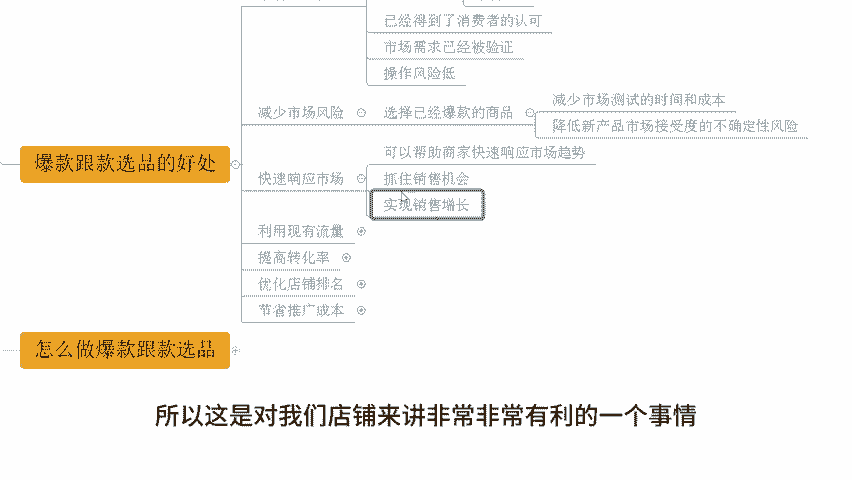 已经得到了消费者的认可
市场需求已经被验证
操作风险低
减少市场风险
选择已经爆款的商品
减少市场测试的时间和成本
降低新产品市场接受度的不确定性风险
爆款跟款选品的好处
快速响应市场
可以帮助商家快速响应市场趋势
抓住销售机会
实现销售增长
利用现有流量
提高转化率
优化店铺排名
节省推广成本
怎么做爆款跟款选品
所以这是对我们店铺来讲非常非常有利的一个事情